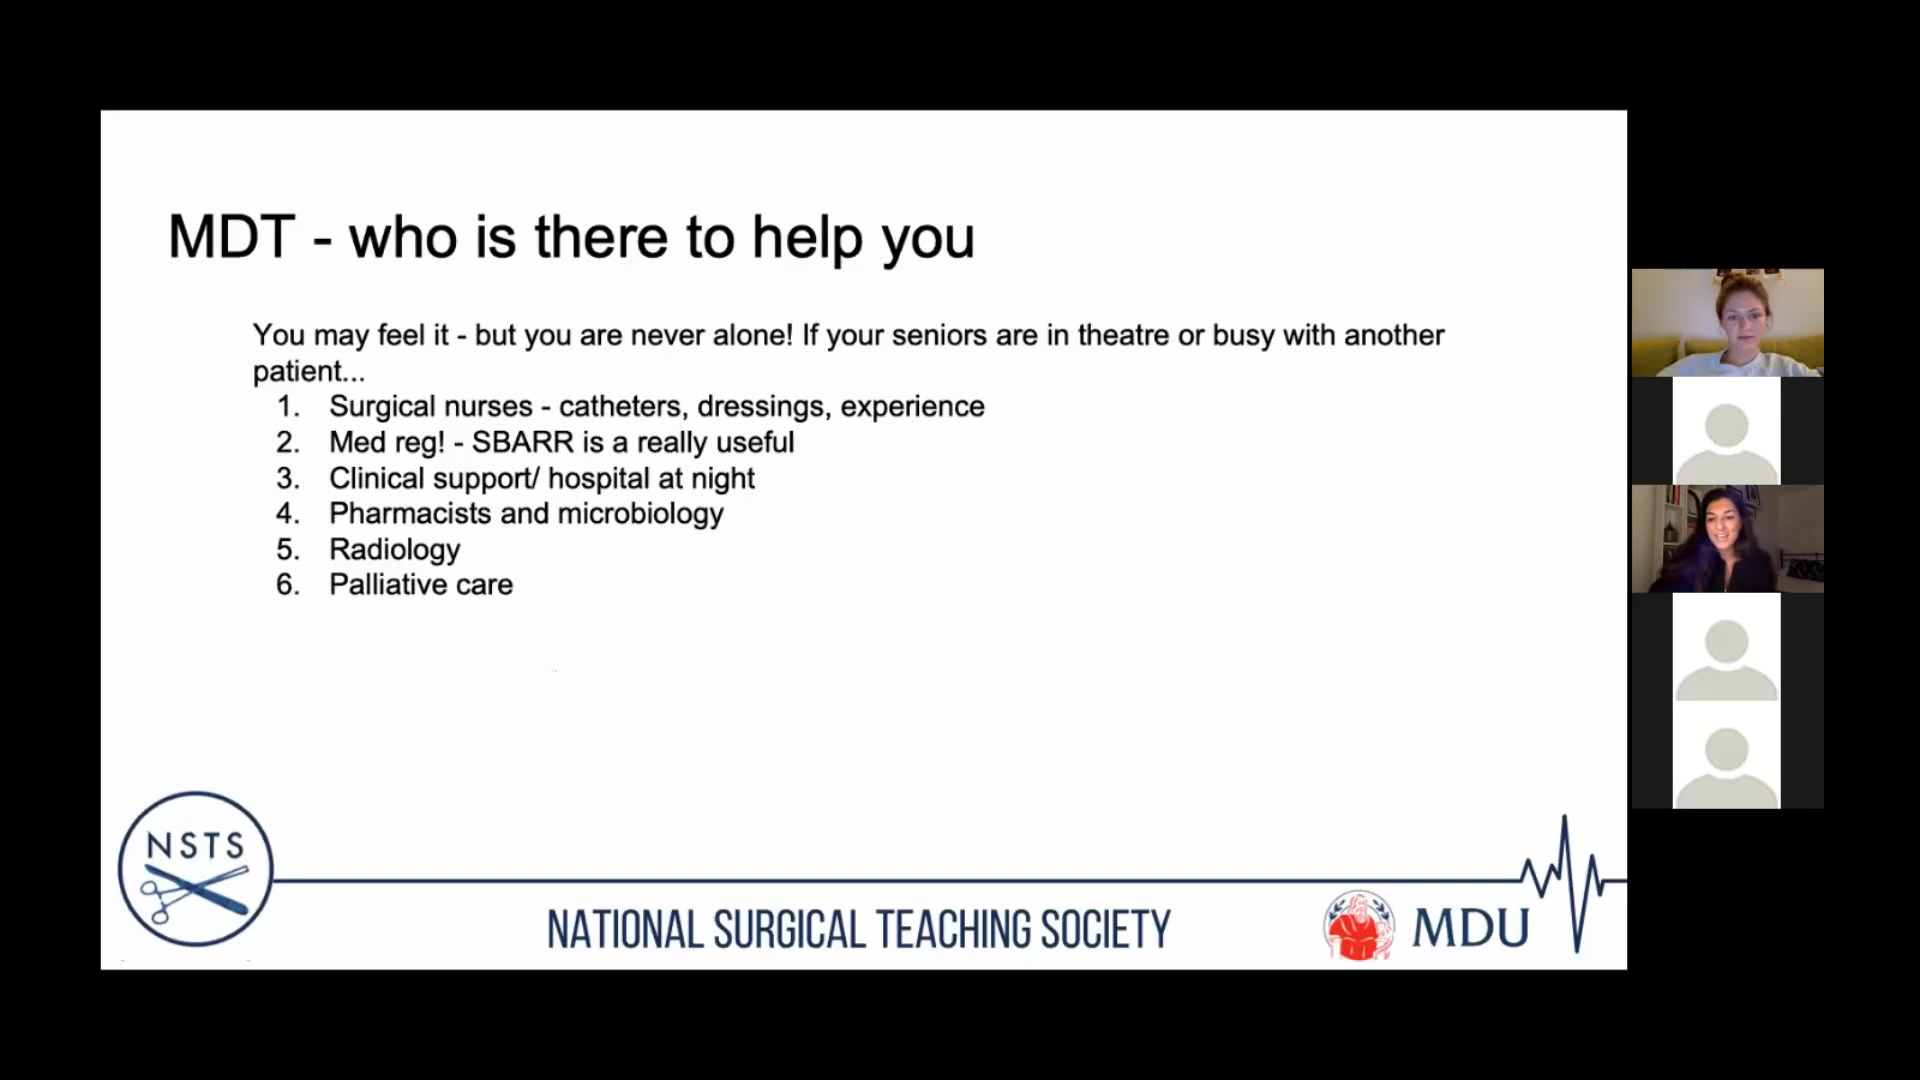 MDT - who is there to help you
You may feel it - but you are never alone! If your seniors are in theatre or busy with another
patient...
1. Surgical nurses - catheters, dressings, experience
2. Med reg! - SBARR is a really useful
3. Clinical support/ hospital at night
4. Pharmacists and microbiology
5. Radiology
6. Palliative care
NSTS
NATIONAL SURGICAL TEACHING SOCIETY
MDU